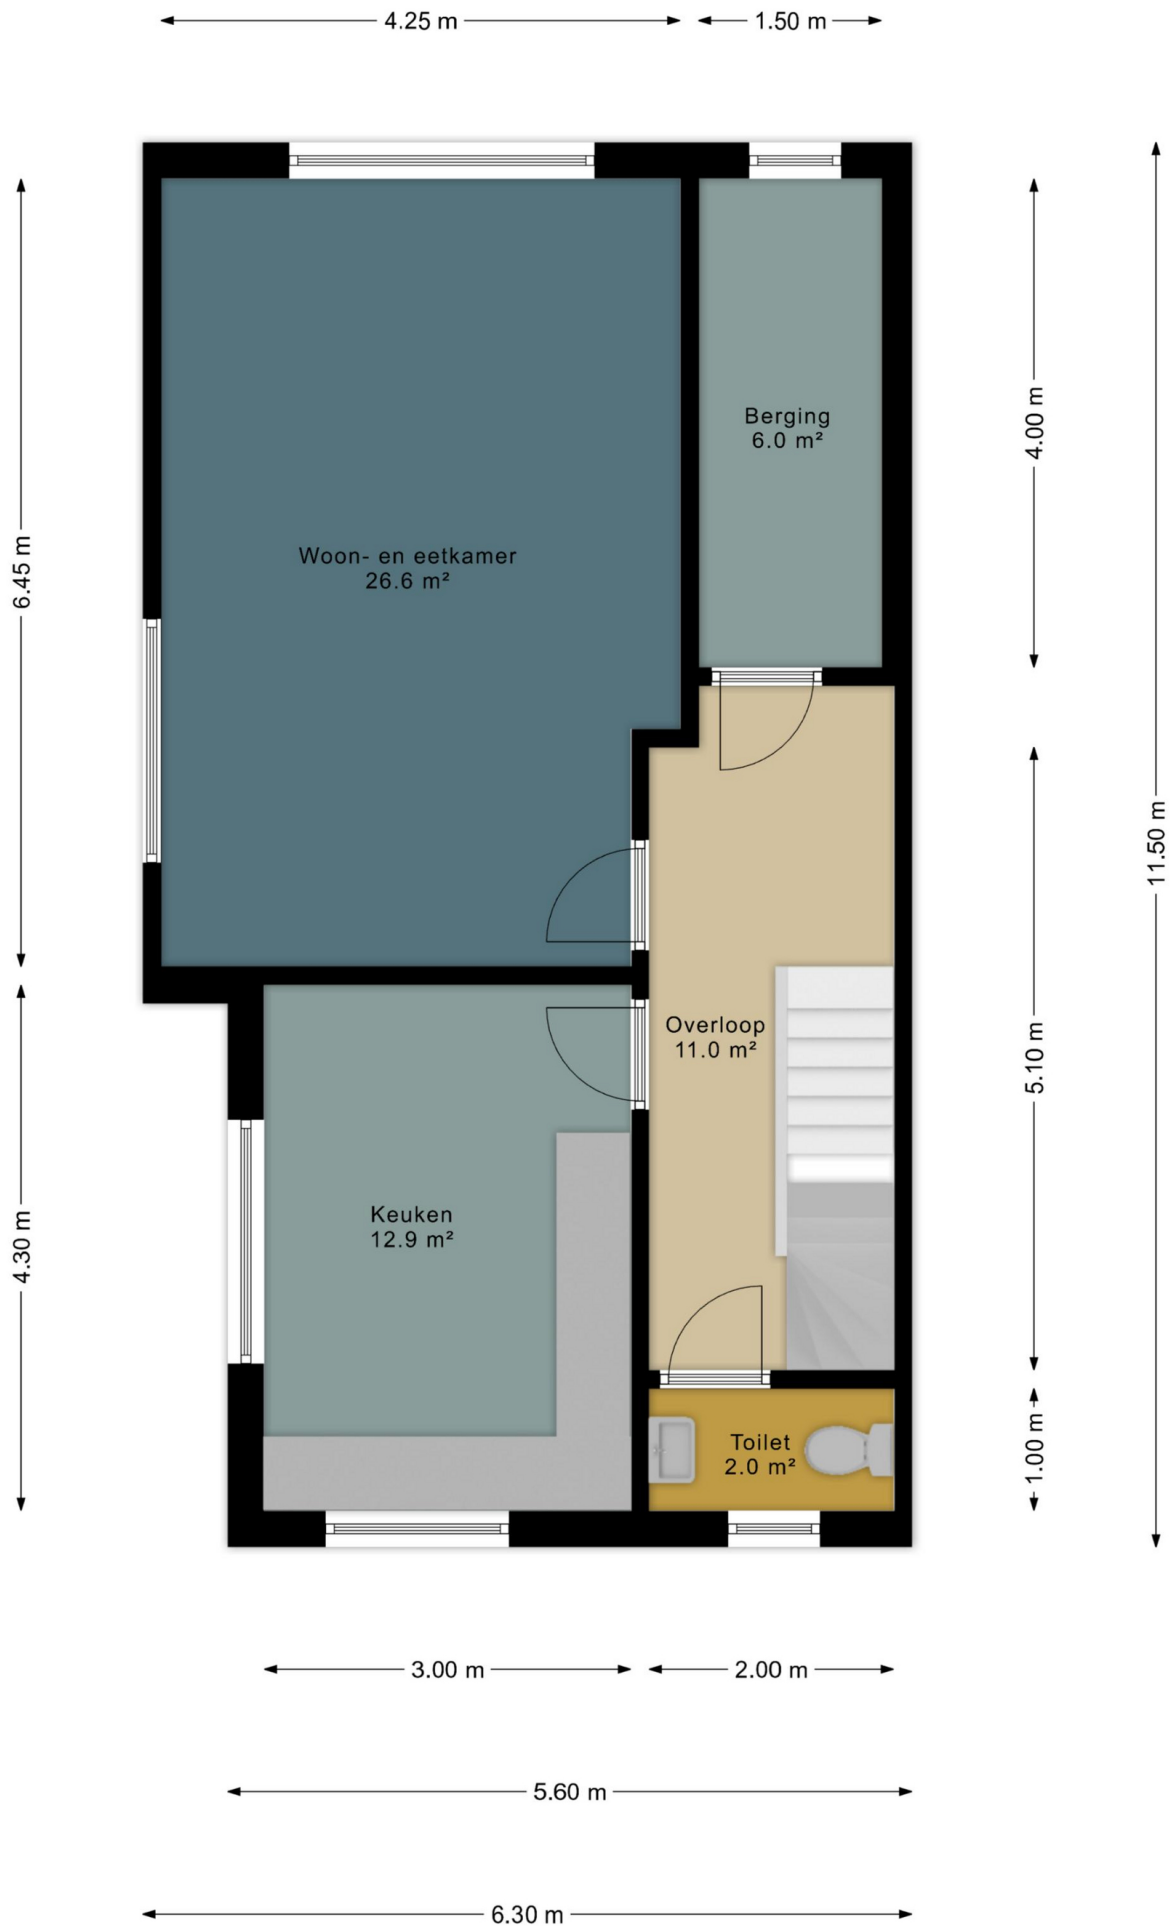 4.25 m
1.50 m
Berging
6.0 m²
4.00 m
6.45 m
Woon- en eetkamer
26.6 m²
11.50 m
Overloop
11.0 m²
5.10 m
Keuken
12.9 m²
4.30 m
Toilet
2.0 m²
1.00 m
3.00 m
2.00 m
5.60 m
6.30 m